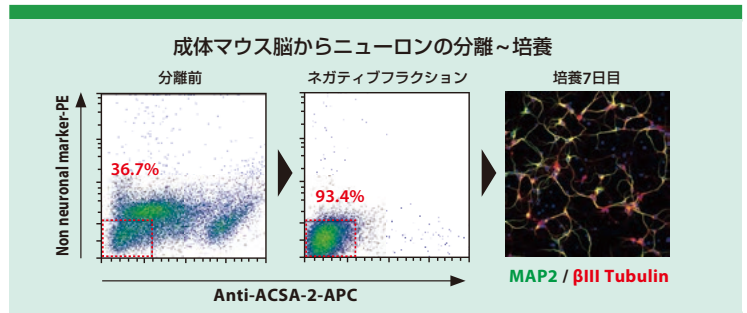 成体マウス脳からニューロンの分離~培養
分離前
ネガティブフラクション
培養7日目
Non neuronal marker-PE
36.7%
93.4%
Anti-ACSA-2-APC
MAP2 / βIII Tubulin